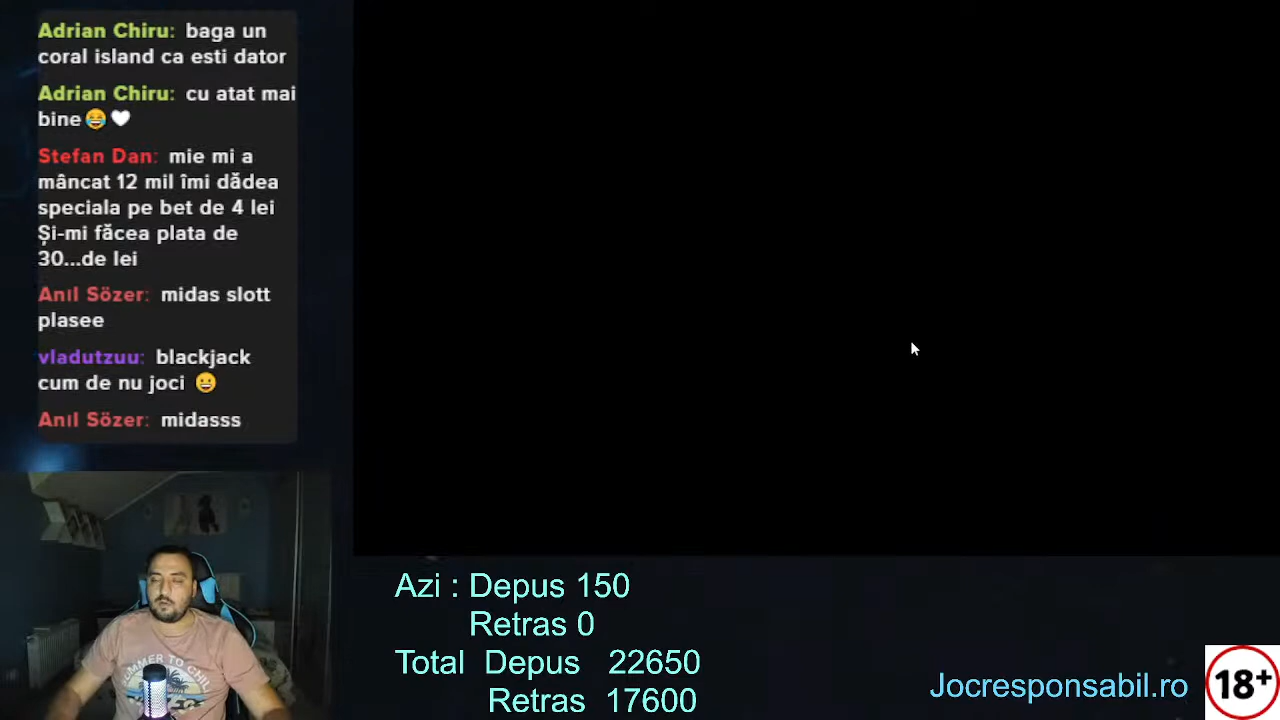 Adrian Chiru: baga un
coral island ca esti dator
Adrian Chiru: cu atat mai
bine😂🤍
Stefan Dan: mie mi a
mâncat 12 mil îmi dădea
speciala pe bet de 4 lei
Și-mi făcea plata de
30...de lei
Anıl Sözer: midas slott
plasee
vladutzuu: blackjack
cum de nu joci 😀
Anıl Sözer: midasss
Azi : Depus 150
Retras 0
Total Depus 22650
Retras 17600
Jocresponsabil.ro
18+